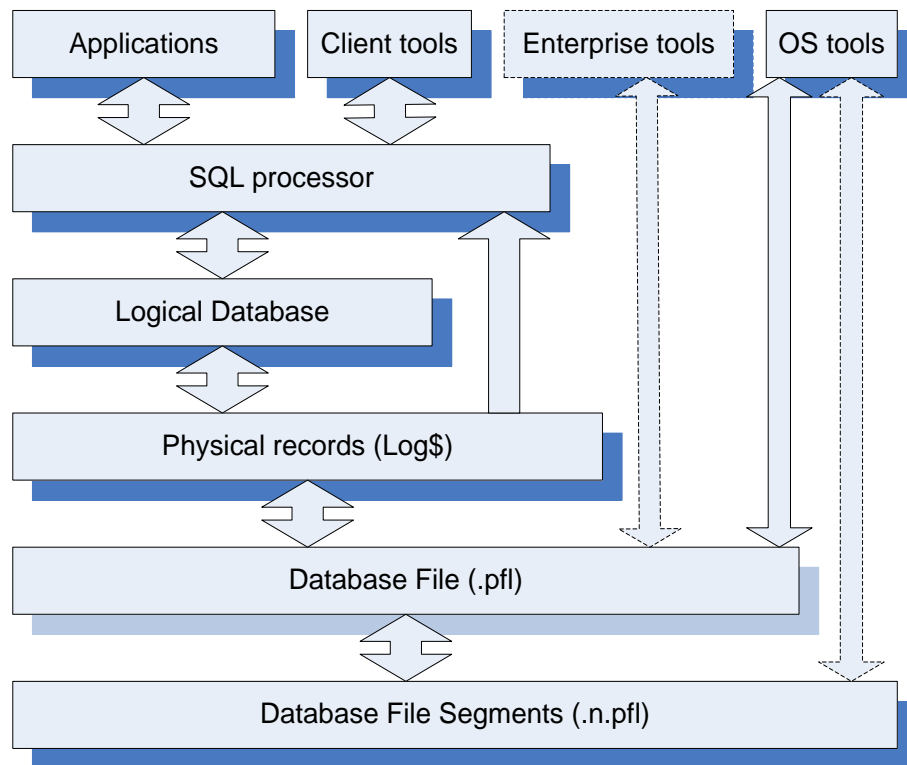 Applications
Client tools
Enterprise tools
OS tools
SQL processor
Logical Database
Physical records (Log$)
Database File (.pfl)
Database File Segments (.n.pfl)